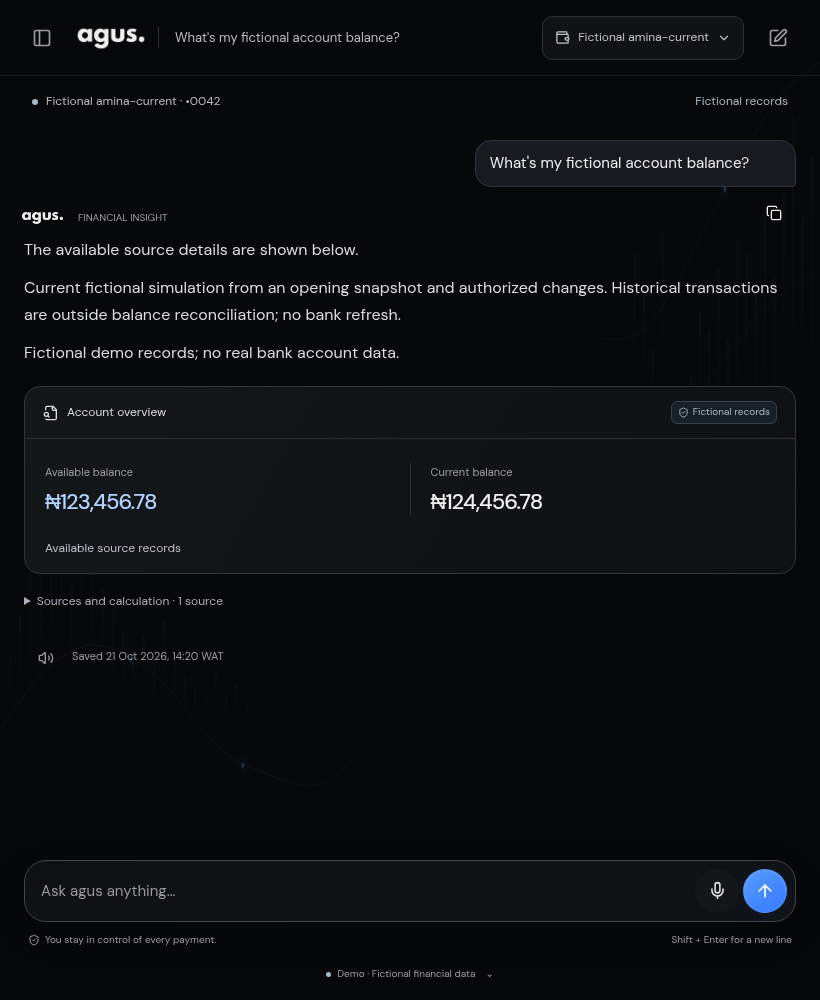 agus.
What's my fictional account balance?
Fictional amina-current
Fictional amina-current · •0042
Fictional records
What's my fictional account balance?
agus.
FINANCIAL INSIGHT
The available source details are shown below.
Current fictional simulation from an opening snapshot and authorized changes. Historical transactions
are outside balance reconciliation; no bank refresh.
Fictional demo records; no real bank account data.
Account overview
Fictional records
Available balance
Current balance
₦123,456.78
₦124,456.78
Available source records
Sources and calculation · 1 source
Saved 21 Oct 2026, 14:20 WAT
Ask agus anything...
You stay in control of every payment.
Shift + Enter for a new line
Demo · Fictional financial data